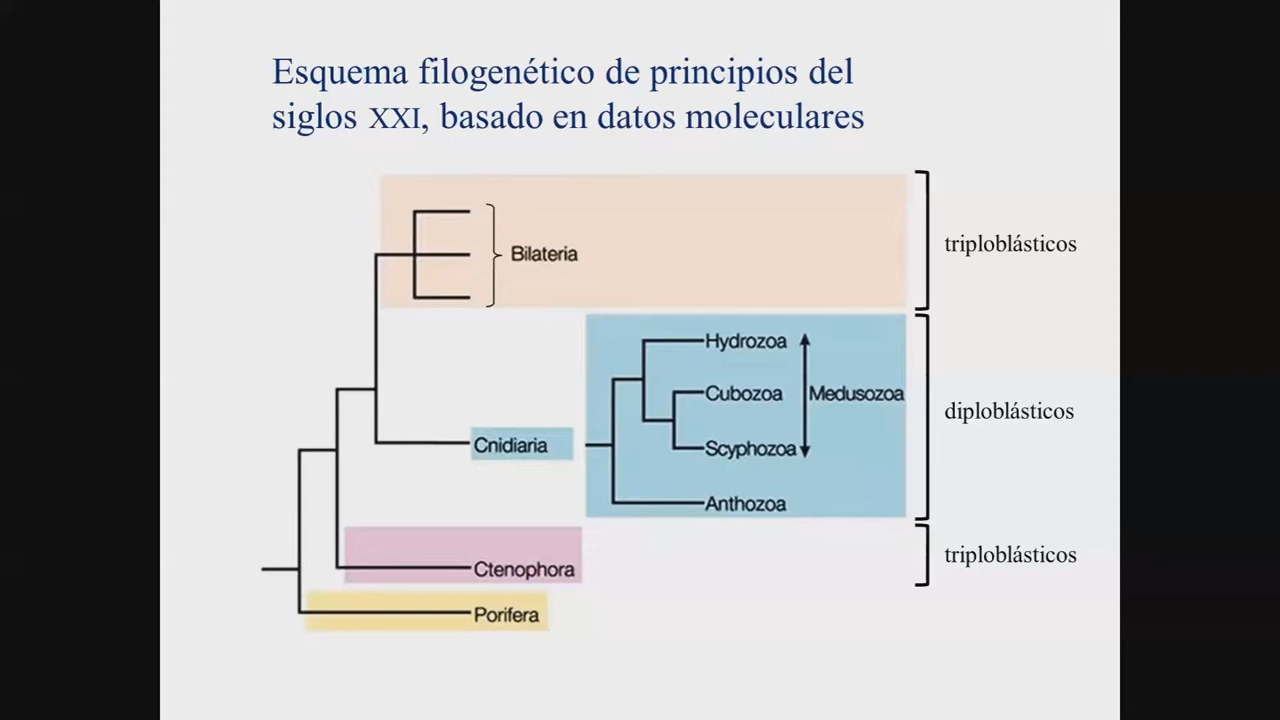 Esquema filogenético de principios del
siglos XXI, basado en datos moleculares
Bilateria
triploblásticos
Hydrozoa
Cubozoa
Medusozoa
Scyphozoa
Anthozoa
diploblásticos
Cnidiaria
Ctenophora
triploblásticos
Porifera